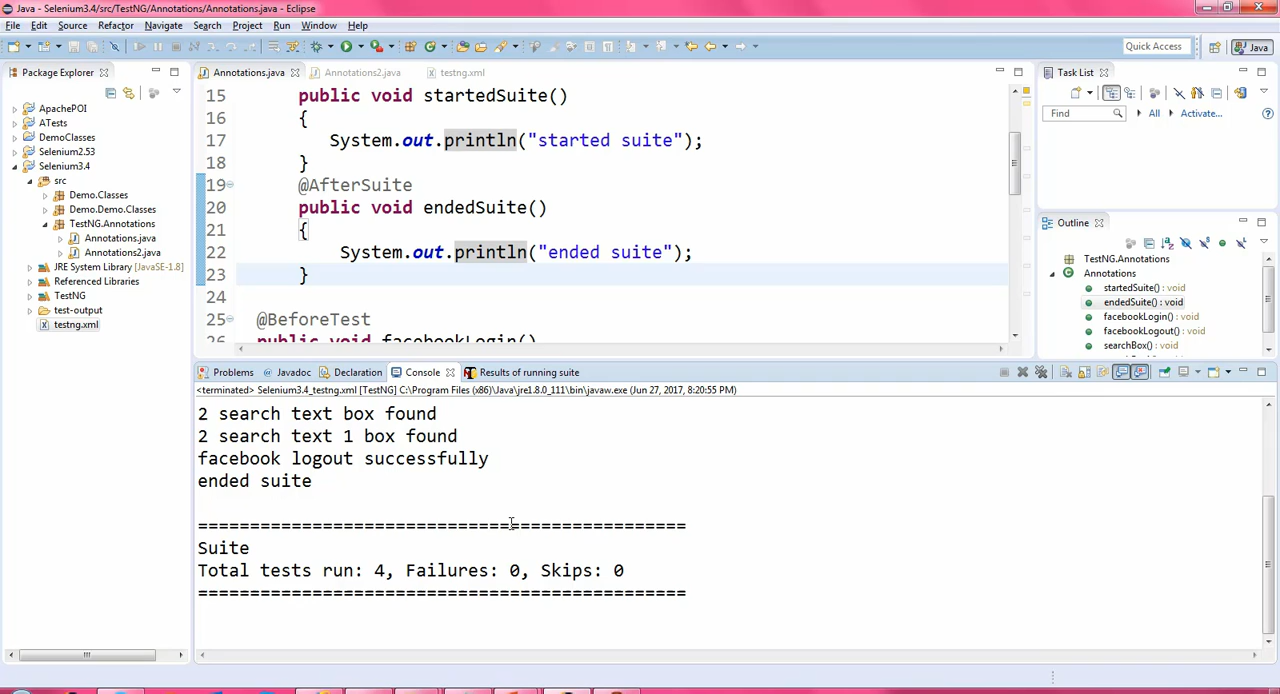 Java - Selenium3.4/src/TestNG/Annotations/Annotations.java - Eclipse
File Edit Source Refactor Navigate Search Project Run Window Help
Quick Access Java
Package Explorer
ApachePOI
ATests
DemoClasses
Selenium2.53
Selenium3.4
src
Demo.Classes
Demo.Demo.Classes
TestNG.Annotations
Annotations.java
Annotations2.java
JRE System Library [JavaSE-1.8]
Referenced Libraries
TestNG
test-output
testng.xml
Annotations.java Annotations2.java testng.xml
15 public void startedSuite()
16 {
17 System.out.println("started suite");
18 }
19 @AfterSuite
20 public void endedSuite()
21 {
22 System.out.println("ended suite");
23 }
24
25 @BeforeTest
26 public void facebookLogin()
Task List
Find All Activate...
Outline
TestNG.Annotations
Annotations
startedSuite() : void
endedSuite() : void
facebookLogin() : void
facebookLogout() : void
searchBox() : void
Problems Javadoc Declaration Console Results of running suite
<terminated> Selenium3.4_testng.xml [TestNG] C:\Program Files (x86)\Java\jre1.8.0_111\bin\javaw.exe (Jun 27, 2017, 8:20:55 PM)
2 search text box found
2 search text 1 box found
facebook logout successfully
ended suite
===============================================
Suite
Total tests run: 4, Failures: 0, Skips: 0
===============================================